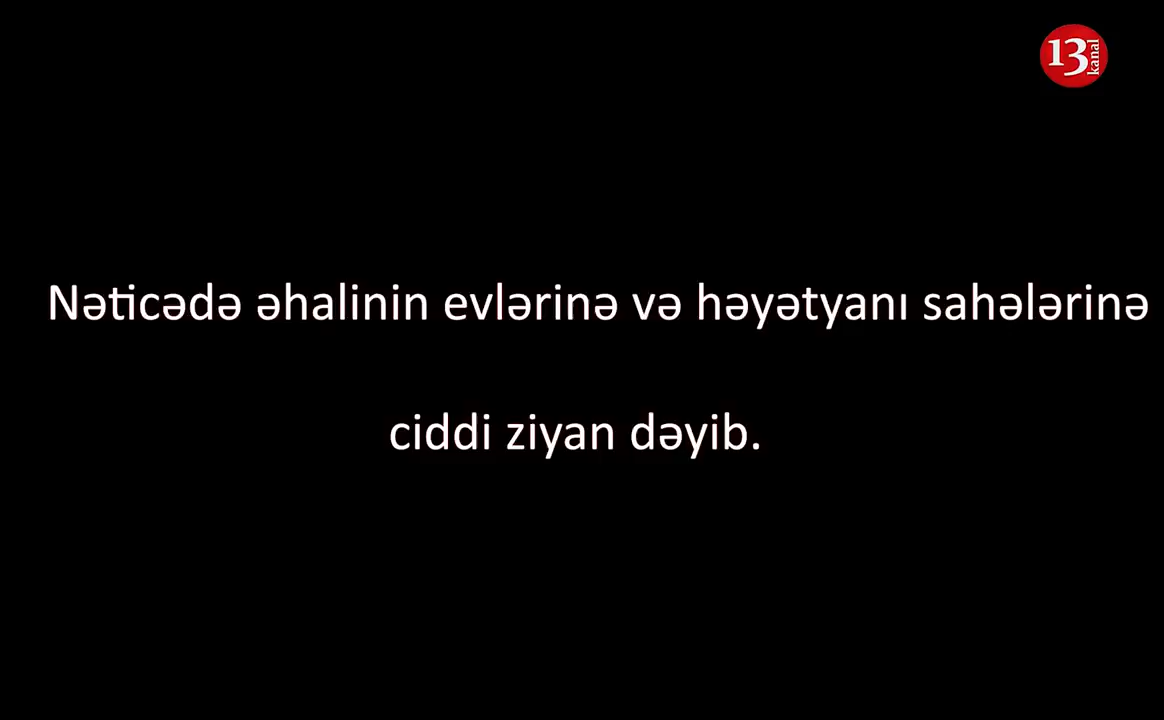 13
kanal
Nəticədə əhalinin evlərinə və həyətyanı sahələrinə
ciddi ziyan dəyib.